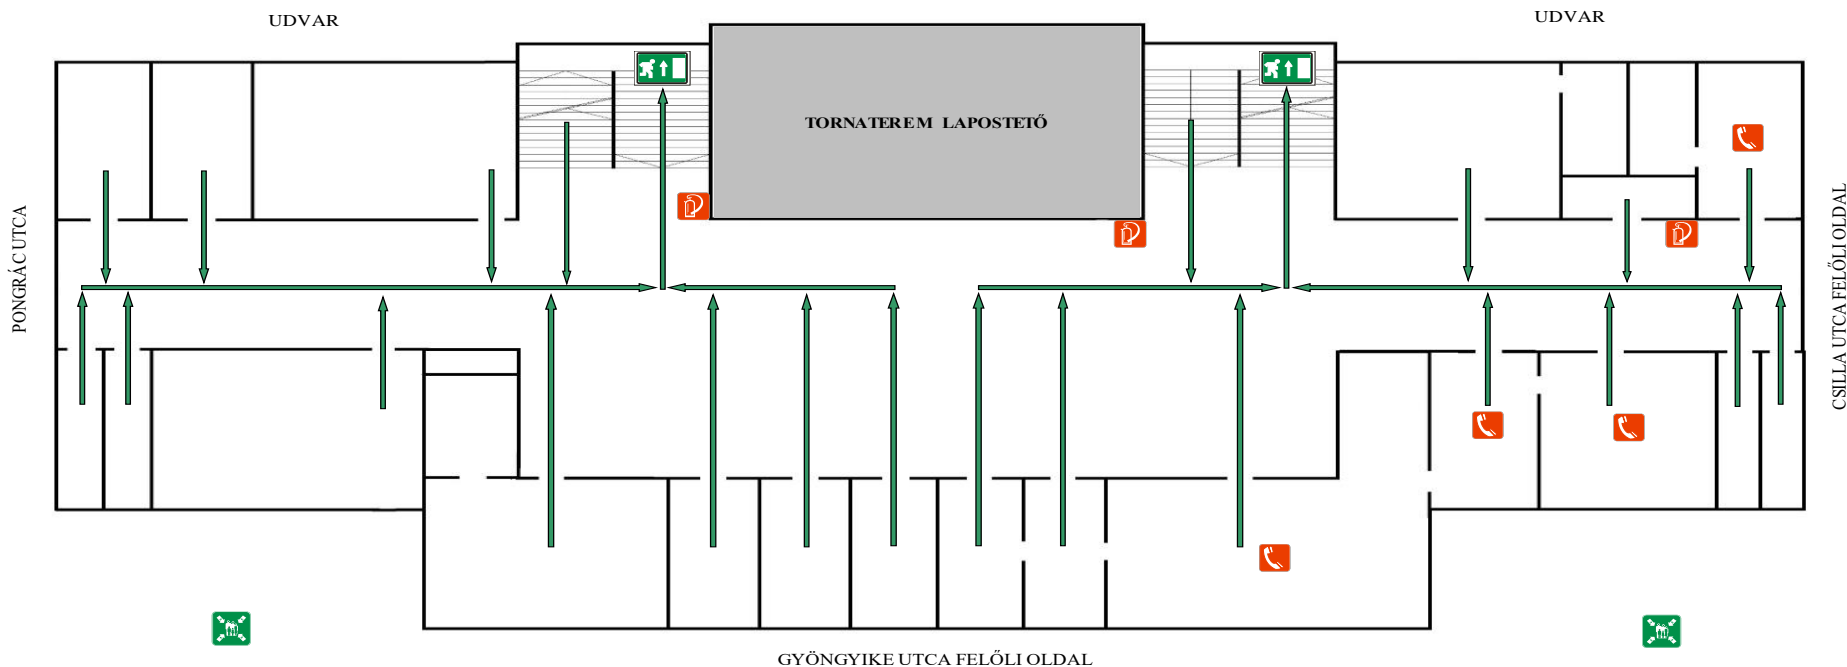 UDVAR
UDVAR
TORNATEREM LAPOSTETŐ
PONGRÁC UTCA
CSILLA UTCA FELŐLI OLDAL
GYÖNGYIKE UTCA FELŐLI OLDAL